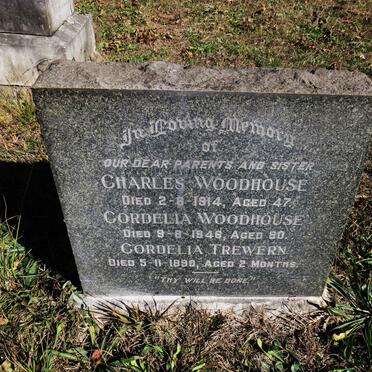 In Loving Memory
OF
OUR DEAR PARENTS AND SISTER
CHARLES WOODHOUSE
DIED 2-8-1914, AGED 47.
CORDELIA WOODHOUSE
DIED 9-8-1946, AGED 80.
CORDELIA TREWERN
DIED 5-11-1898, AGED 2 MONTHS.
"THY WILL BE DONE."